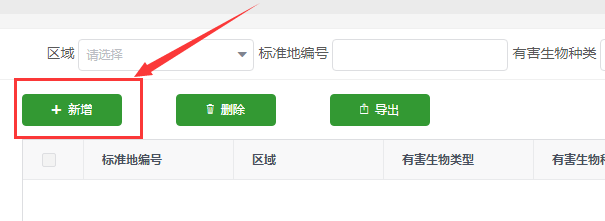 区域 请选择 标准地编号 有害生物种类
新增 删除 导出
标准地编号 区域 有害生物类型 有害生物种